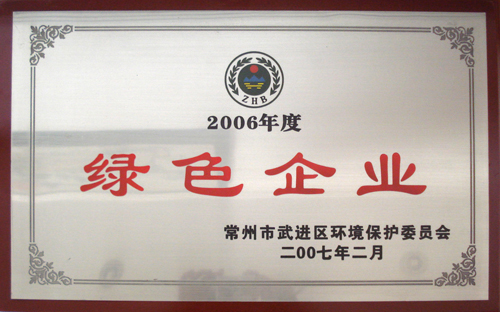 ZHB
2006年度
绿色企业
常州市武进区环境保护委员会
二00七年二月